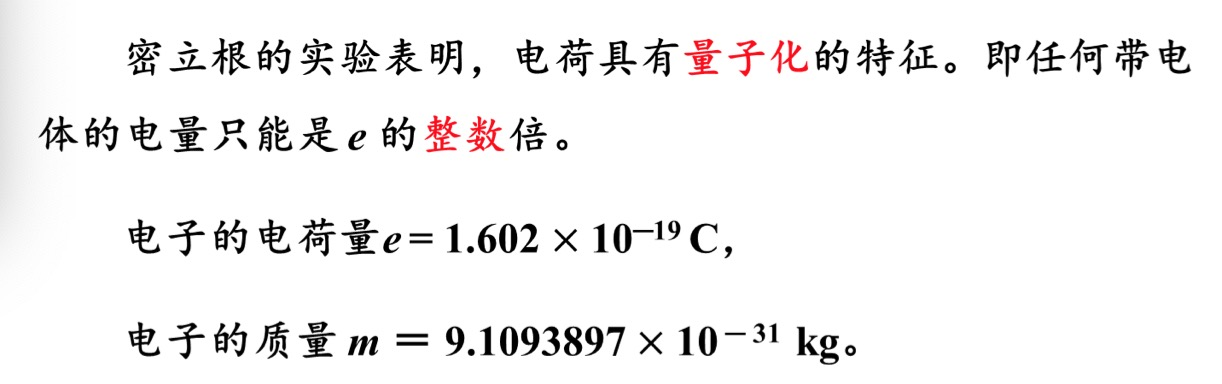 密立根的实验表明，电荷具有量子化的特征。即任何带电
体的电量只能是 e 的整数倍。
电子的电荷量e = 1.602 × 10⁻¹⁹ C，
电子的质量 m = 9.1093897 × 10⁻³¹ kg。